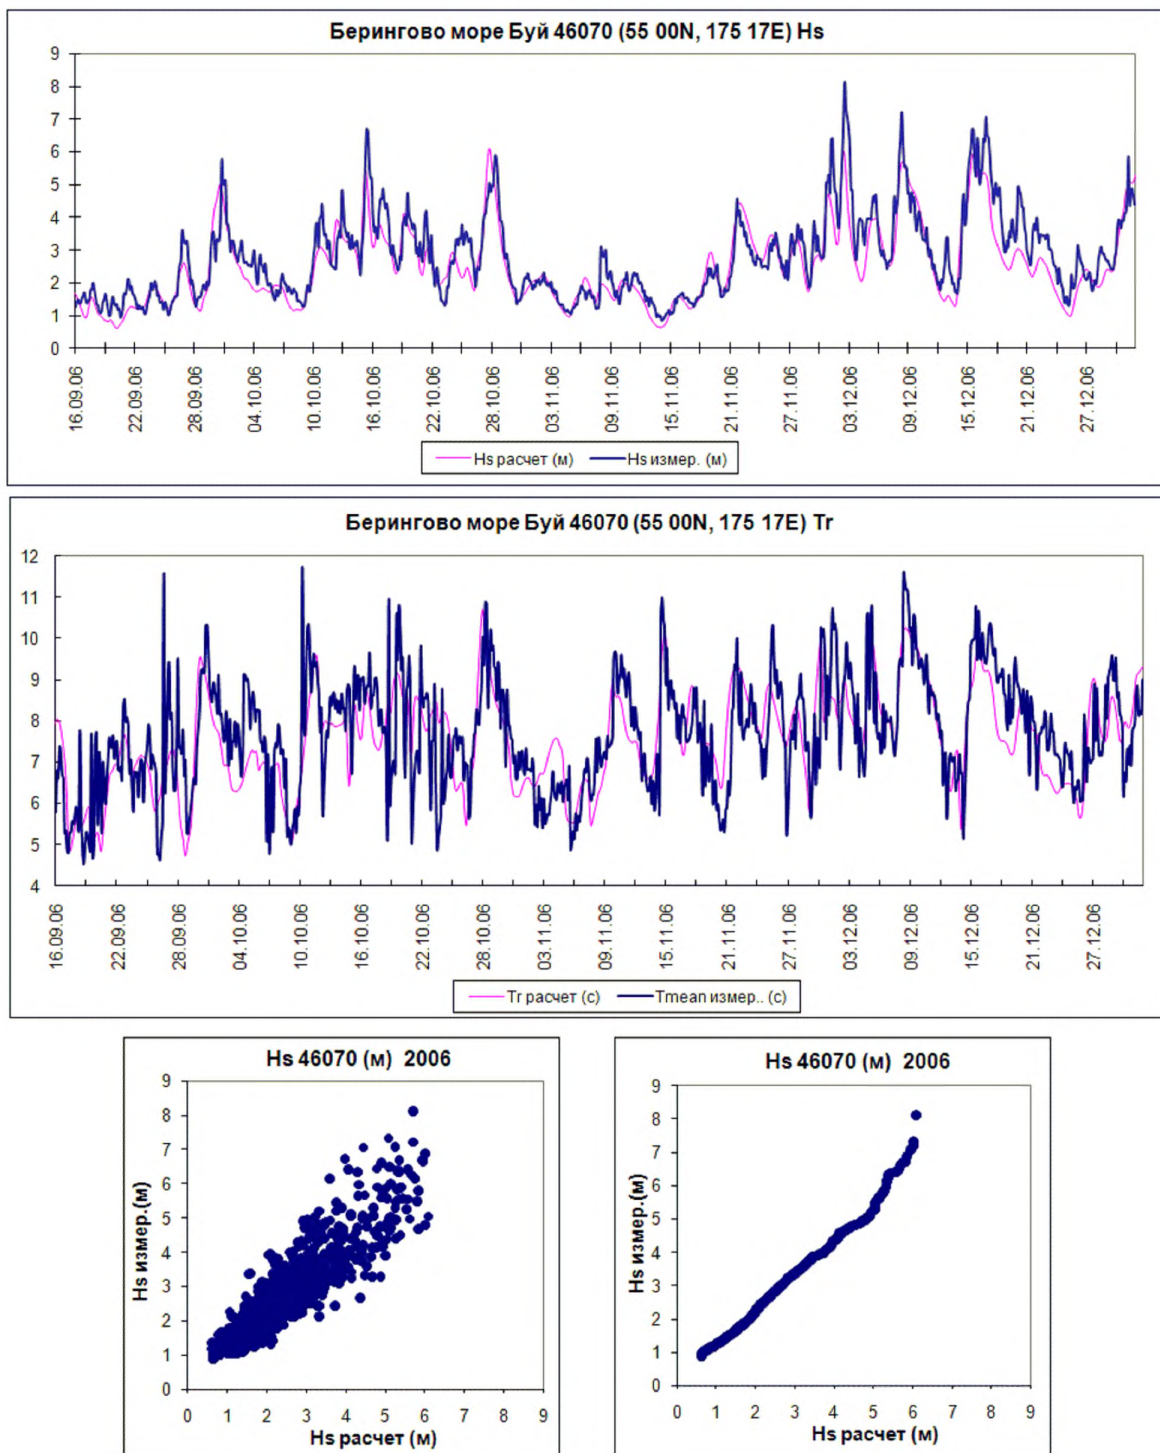 Берингово море Буй 46070 (55 00N, 175 17E) Hs
9
8
7
6
5
4
3
2
1
0
16.09.06 22.09.06 28.09.06 04.10.06 10.10.06 16.10.06 22.10.06 28.10.06 03.11.06 09.11.06 15.11.06 21.11.06 27.11.06 03.12.06 09.12.06 15.12.06 21.12.06 27.12.06
Hs расчет (м) Hs измер. (м)
Берингово море Буй 46070 (55 00N, 175 17E) Tr
12
11
10
9
8
7
6
5
4
16.09.06 22.09.06 28.09.06 04.10.06 10.10.06 16.10.06 22.10.06 28.10.06 03.11.06 09.11.06 15.11.06 21.11.06 27.11.06 03.12.06 09.12.06 15.12.06 21.12.06 27.12.06
Tr расчет (с) Tmean измер.. (с)
Hs 46070 (м) 2006
Hs измер.(м)
9
8
7
6
5
4
3
2
1
0
0 1 2 3 4 5 6 7 8 9
Hs расчет (м)
Hs 46070 (м) 2006
Hs измер.(м)
9
8
7
6
5
4
3
2
1
0
0 1 2 3 4 5 6 7 8 9
Hs расчет (м)